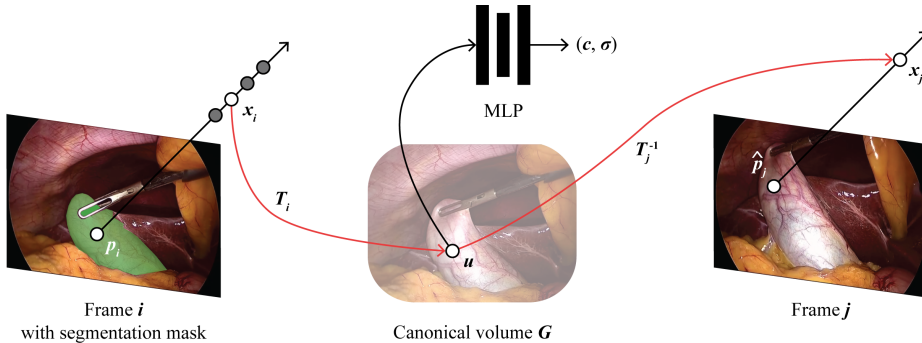 (c, σ)
x_i
x_j
MLP
T_j^-1
p̂_j
T_i
p_i
u
Frame i
with segmentation mask
Canonical volume G
Frame j